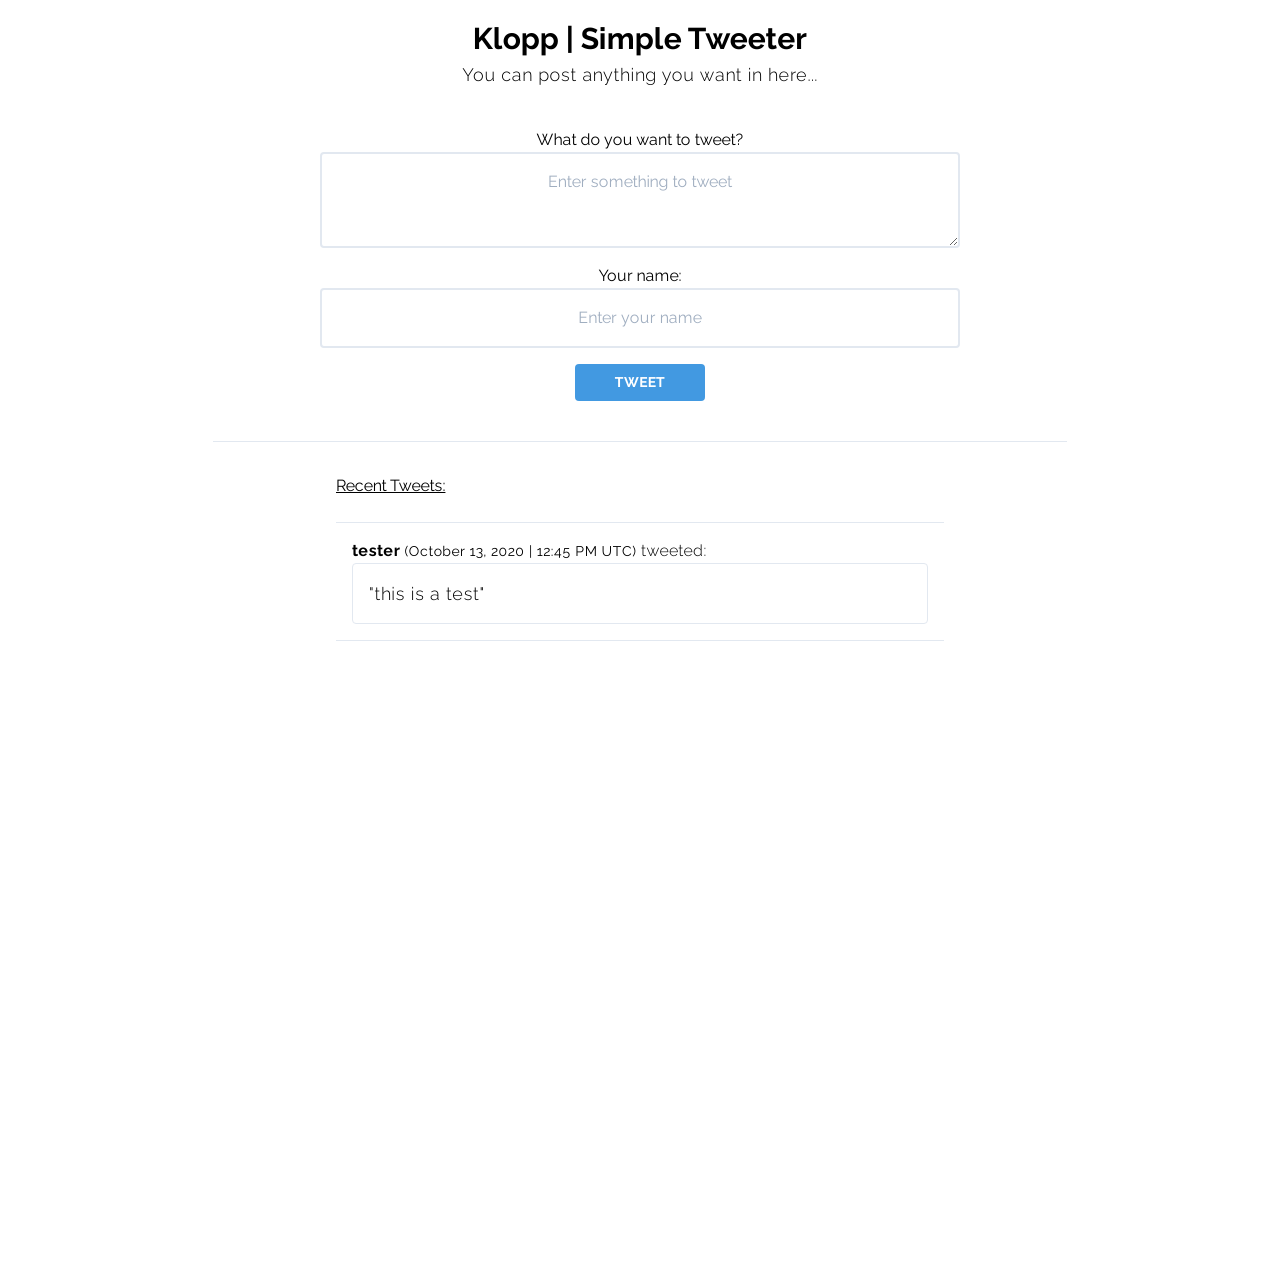 Klopp | Simple Tweeter
You can post anything you want in here...
What do you want to tweet?
Enter something to tweet
Your name:
Enter your name
TWEET
Recent Tweets:
tester (October 13, 2020 | 12:45 PM UTC) tweeted:
"this is a test"